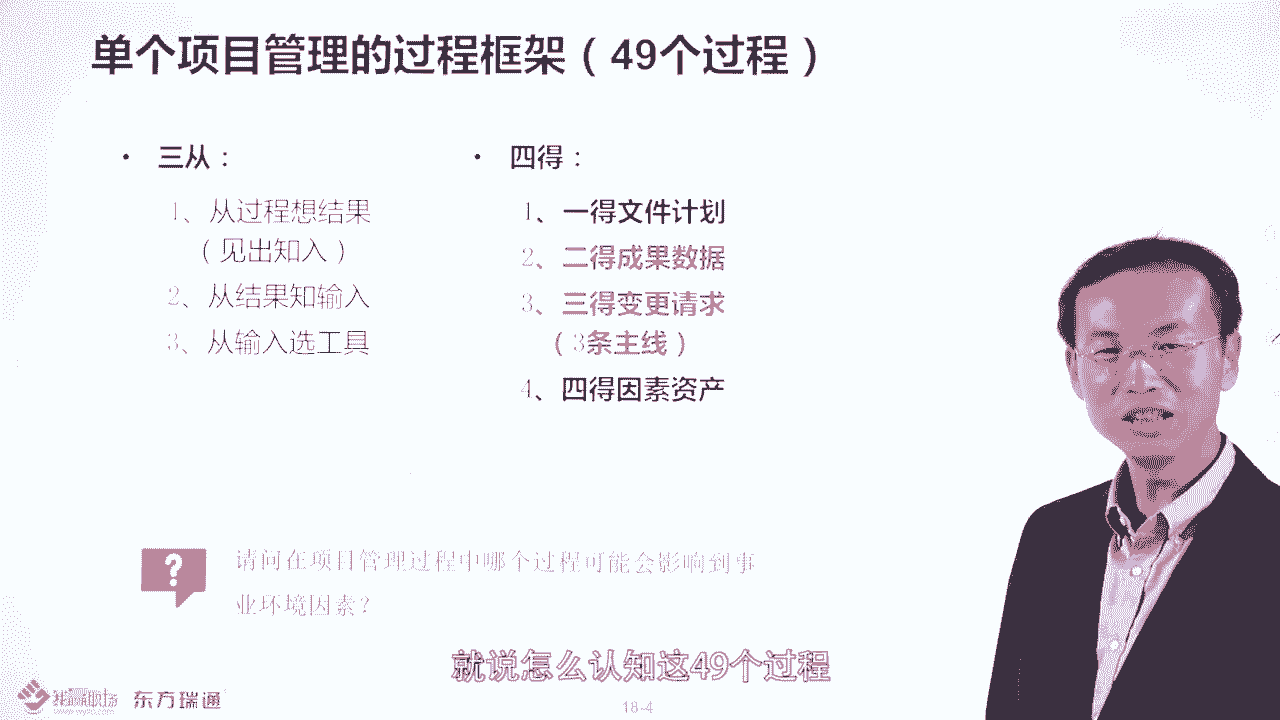 单个项目管理的过程框架（49个过程）
• 三从：
1、从过程想结果
（见出知入）
2、从结果知输入
3、从输入选工具
• 四得：
1、一得文件计划
2、二得成果数据
3、三得变更请求
（3条主线）
4、四得因素资产
? 请问在项目管理过程中哪个过程可能会影响到事
业环境因素？
就说怎么认知这49个过程
东方瑞通
18-4